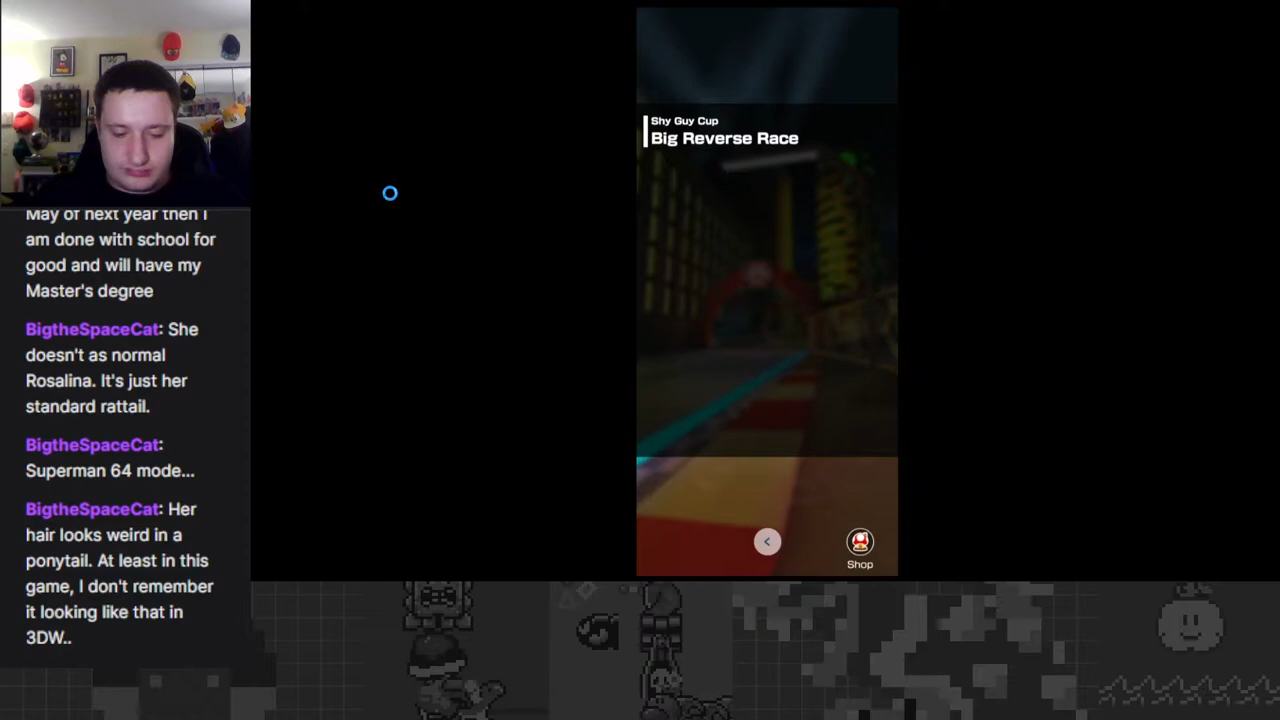 Shy Guy Cup
Big Reverse Race
May of next year then I
am done with school for
good and will have my
Master's degree
BigtheSpaceCat: She
doesn't as normal
Rosalina. It's just her
standard rattail.
BigtheSpaceCat:
Superman 64 mode...
BigtheSpaceCat: Her
hair looks weird in a
ponytail. At least in this
game, I don't remember
it looking like that in
3DW..
Shop